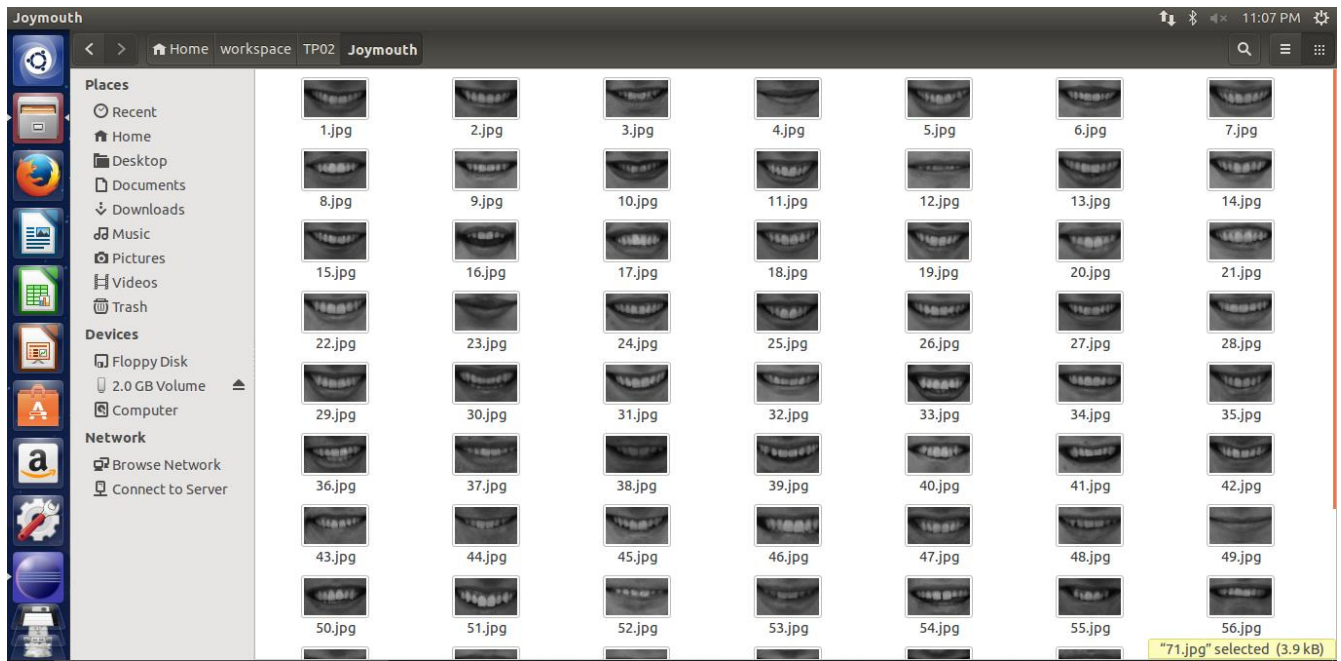 Joymouth
11:07 PM
Home workspace TP02 Joymouth
Places
Recent
Home
Desktop
Documents
Downloads
Music
Pictures
Videos
Trash
Devices
Floppy Disk
2.0 GB Volume
Computer
Network
Browse Network
Connect to Server
a
1.jpg 2.jpg 3.jpg 4.jpg 5.jpg 6.jpg 7.jpg
8.jpg 9.jpg 10.jpg 11.jpg 12.jpg 13.jpg 14.jpg
15.jpg 16.jpg 17.jpg 18.jpg 19.jpg 20.jpg 21.jpg
22.jpg 23.jpg 24.jpg 25.jpg 26.jpg 27.jpg 28.jpg
29.jpg 30.jpg 31.jpg 32.jpg 33.jpg 34.jpg 35.jpg
36.jpg 37.jpg 38.jpg 39.jpg 40.jpg 41.jpg 42.jpg
43.jpg 44.jpg 45.jpg 46.jpg 47.jpg 48.jpg 49.jpg
50.jpg 51.jpg 52.jpg 53.jpg 54.jpg 55.jpg 56.jpg
"71.jpg" selected (3.9 kB)